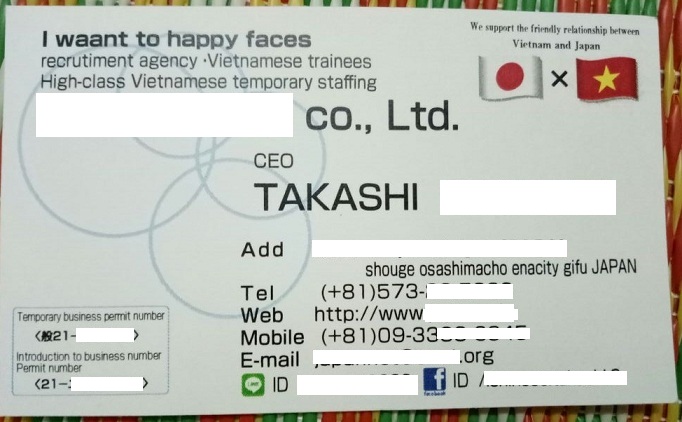 I waant to happy faces
recrutiment agency ·Vietnamese trainees
High-class Vietnamese temporary staffing
We support the friendly relationship between
Vietnam and Japan
×
co., Ltd.
CEO
TAKASHI
Add
shouge osashimacho enacity gifu JAPAN
Tel (+81)573-
Web http://www
Mobile (+81)09-33
E-mail .org
ID
ID
Temporary business permit number
〈般21- 〉
Introduction to business number
Permit number
〈21- 〉